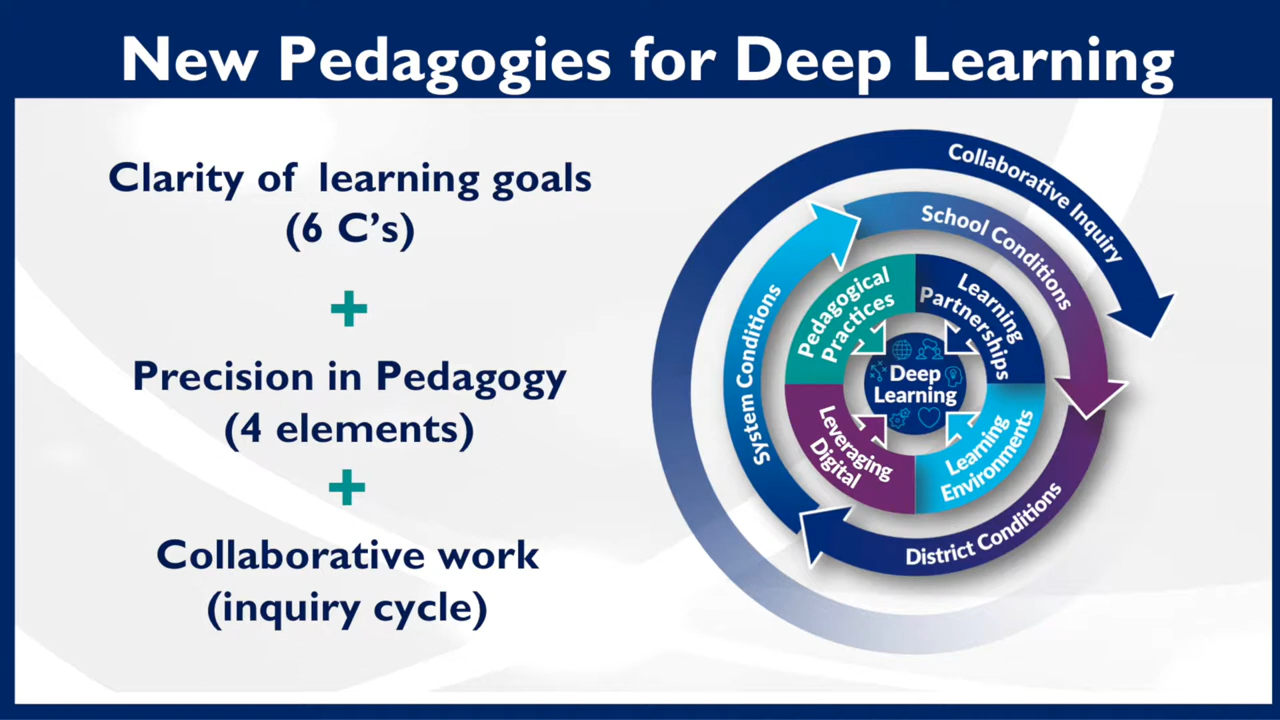 New Pedagogies for Deep Learning
Clarity of learning goals
(6 C’s)
+
Precision in Pedagogy
(4 elements)
+
Collaborative work
(inquiry cycle)
Collaborative Inquiry
School Conditions
System Conditions
District Conditions
Pedagogical
Practices
Learning
Partnerships
Leveraging
Digital
Learning
Environments
Deep
Learning